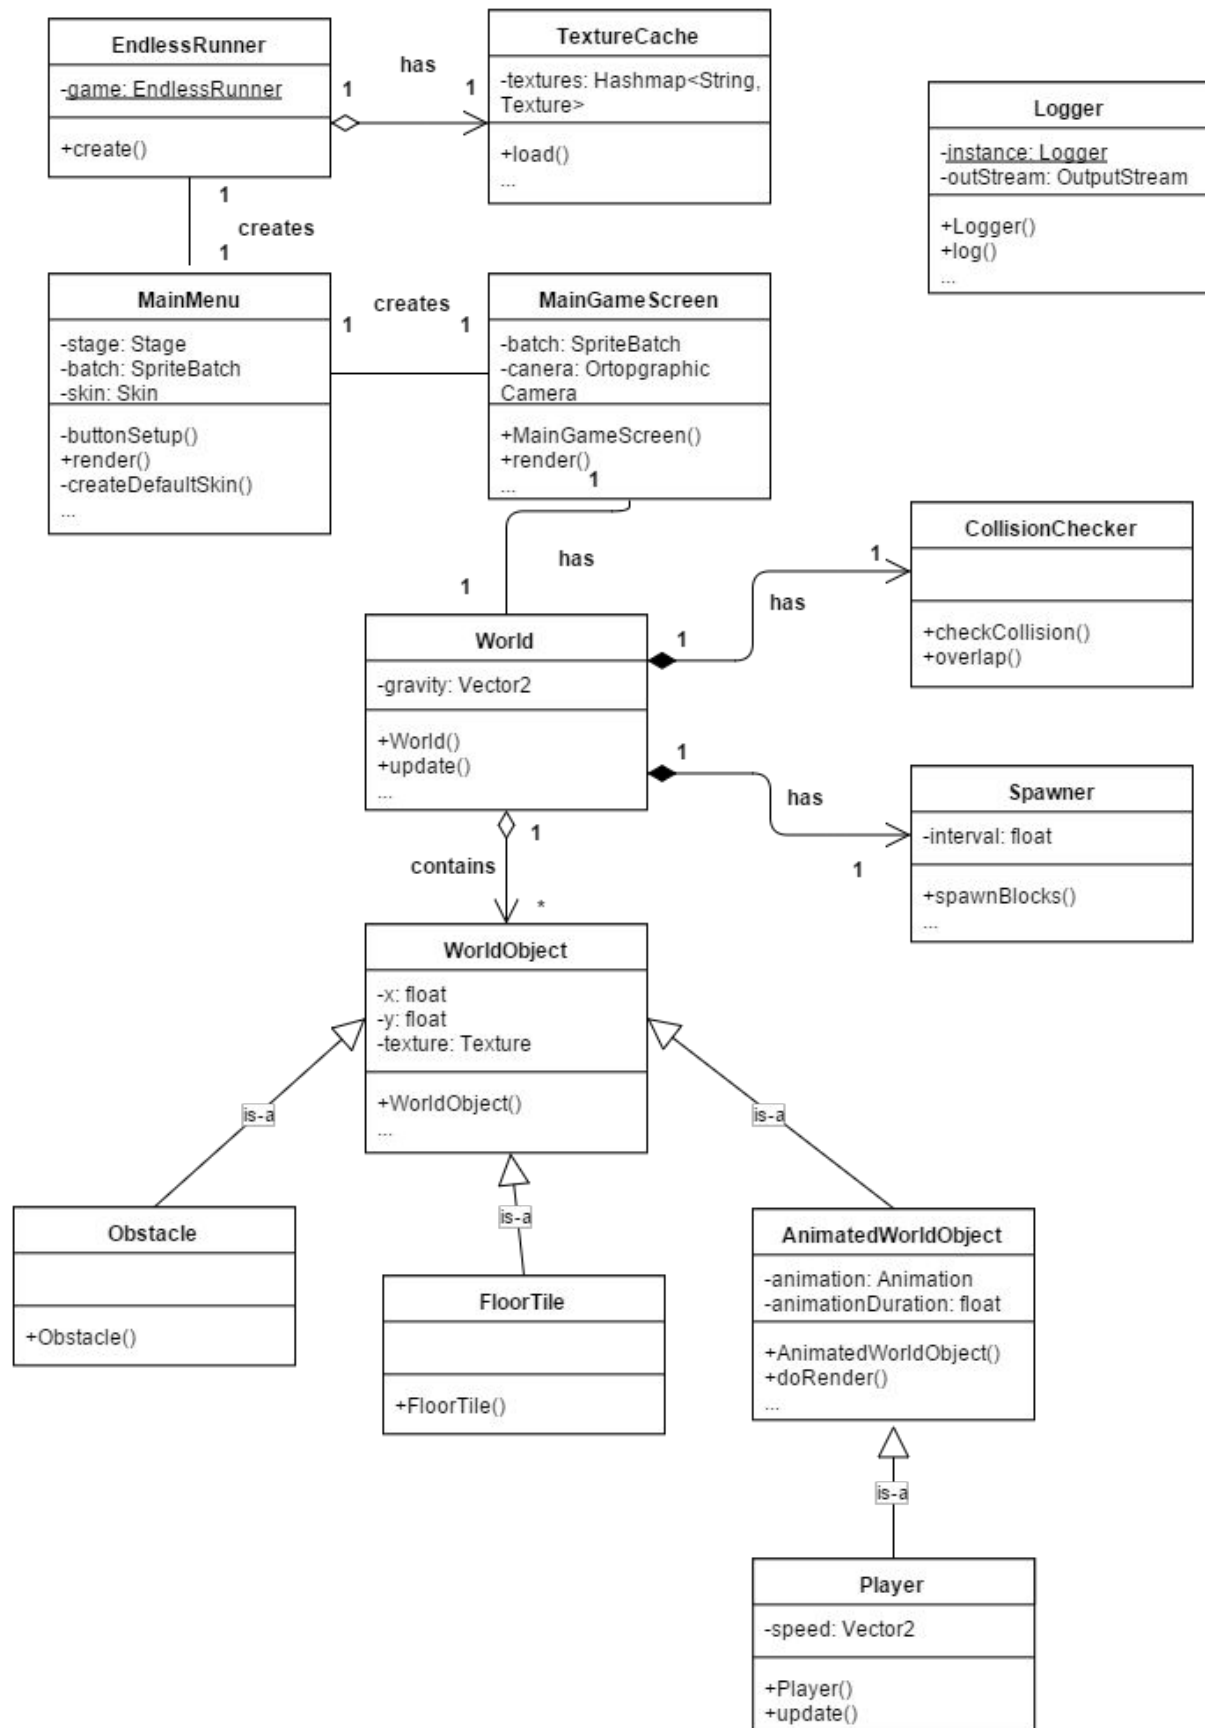 EndlessRunner
-game: EndlessRunner
+create()
has
1
1
TextureCache
-textures: Hashmap<String,
Texture>
+load()
...
Logger
-instance: Logger
-outStream: OutputStream
+Logger()
+log()
...
1
creates
1
MainMenu
-stage: Stage
-batch: SpriteBatch
-skin: Skin
-buttonSetup()
+render()
-createDefaultSkin()
...
creates
1
1
MainGameScreen
-batch: SpriteBatch
-canera: Ortopgraphic
Camera
+MainGameScreen()
+render()
...
1
has
1
World
-gravity: Vector2
+World()
+update()
...
1
has
1
CollisionChecker
+checkCollision()
+overlap()
1
has
1
Spawner
-interval: float
+spawnBlocks()
...
1
contains
*
WorldObject
-x: float
-y: float
-texture: Texture
+WorldObject()
...
is-a
is-a
is-a
Obstacle
+Obstacle()
FloorTile
+FloorTile()
AnimatedWorldObject
-animation: Animation
-animationDuration: float
+AnimatedWorldObject()
+doRender()
...
is-a
Player
-speed: Vector2
+Player()
+update()